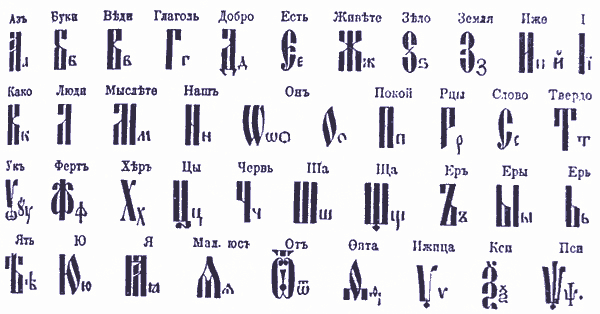 Азъ Буки Вѣди Глаголь Добро Есть Живѣте Зѣло Земля Иже І
Аа Бб Вв Гг Дд Єе Жж Ѕѕ Зз Ии й Її
Како Люди Мыслѣте Нашъ Онъ Покой Рцы Слово Твердо
Кк Лл Мм Нн Ѡѡ Оо Пп Рр Сс Тт
Укъ Фертъ Хѣръ Цы Червь Ша Ща Еръ Еры Ерь
Фф Хх Цц Чч Шш Щщ Ъъ Ыы Ьь
Ять Ю Я Мал. юсъ Отъ Ѳита Ижица Кси Пси
Ѣѣ Юю Ꙗꙗ Ѧѧ Ѿѿ Ѳѳ Ѵѵ Ѯѯ Ѱѱ.